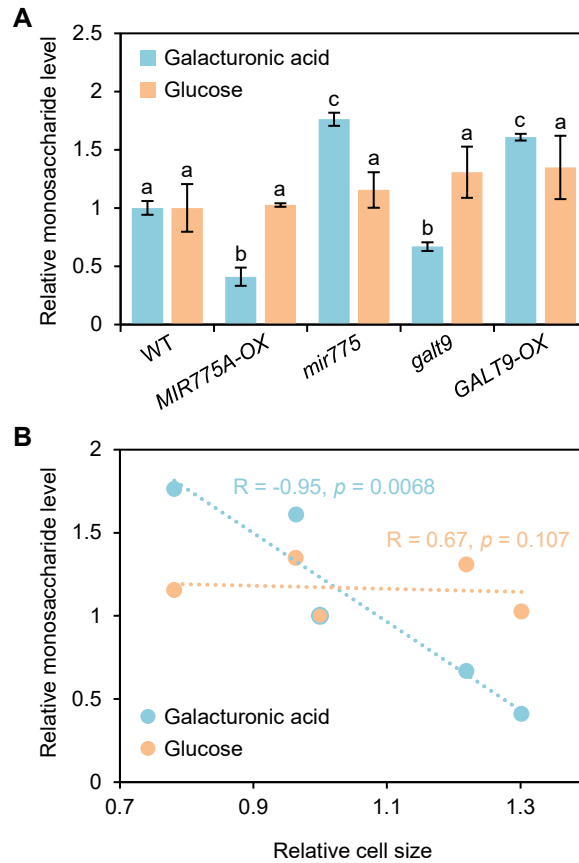 A
Relative monosaccharide level
2.5
2
1.5
1
0.5
0
Galacturonic acid
Glucose
a
a
b
a
c
a
b
a
c
a
WT
MIR775A-OX
mir775
galt9
GALT9-OX
B
Relative monosaccharide level
2
1.5
1
0.5
0
R = -0.95, p = 0.0068
R = 0.67, p = 0.107
Galacturonic acid
Glucose
0.7
0.9
1.1
1.3
Relative cell size